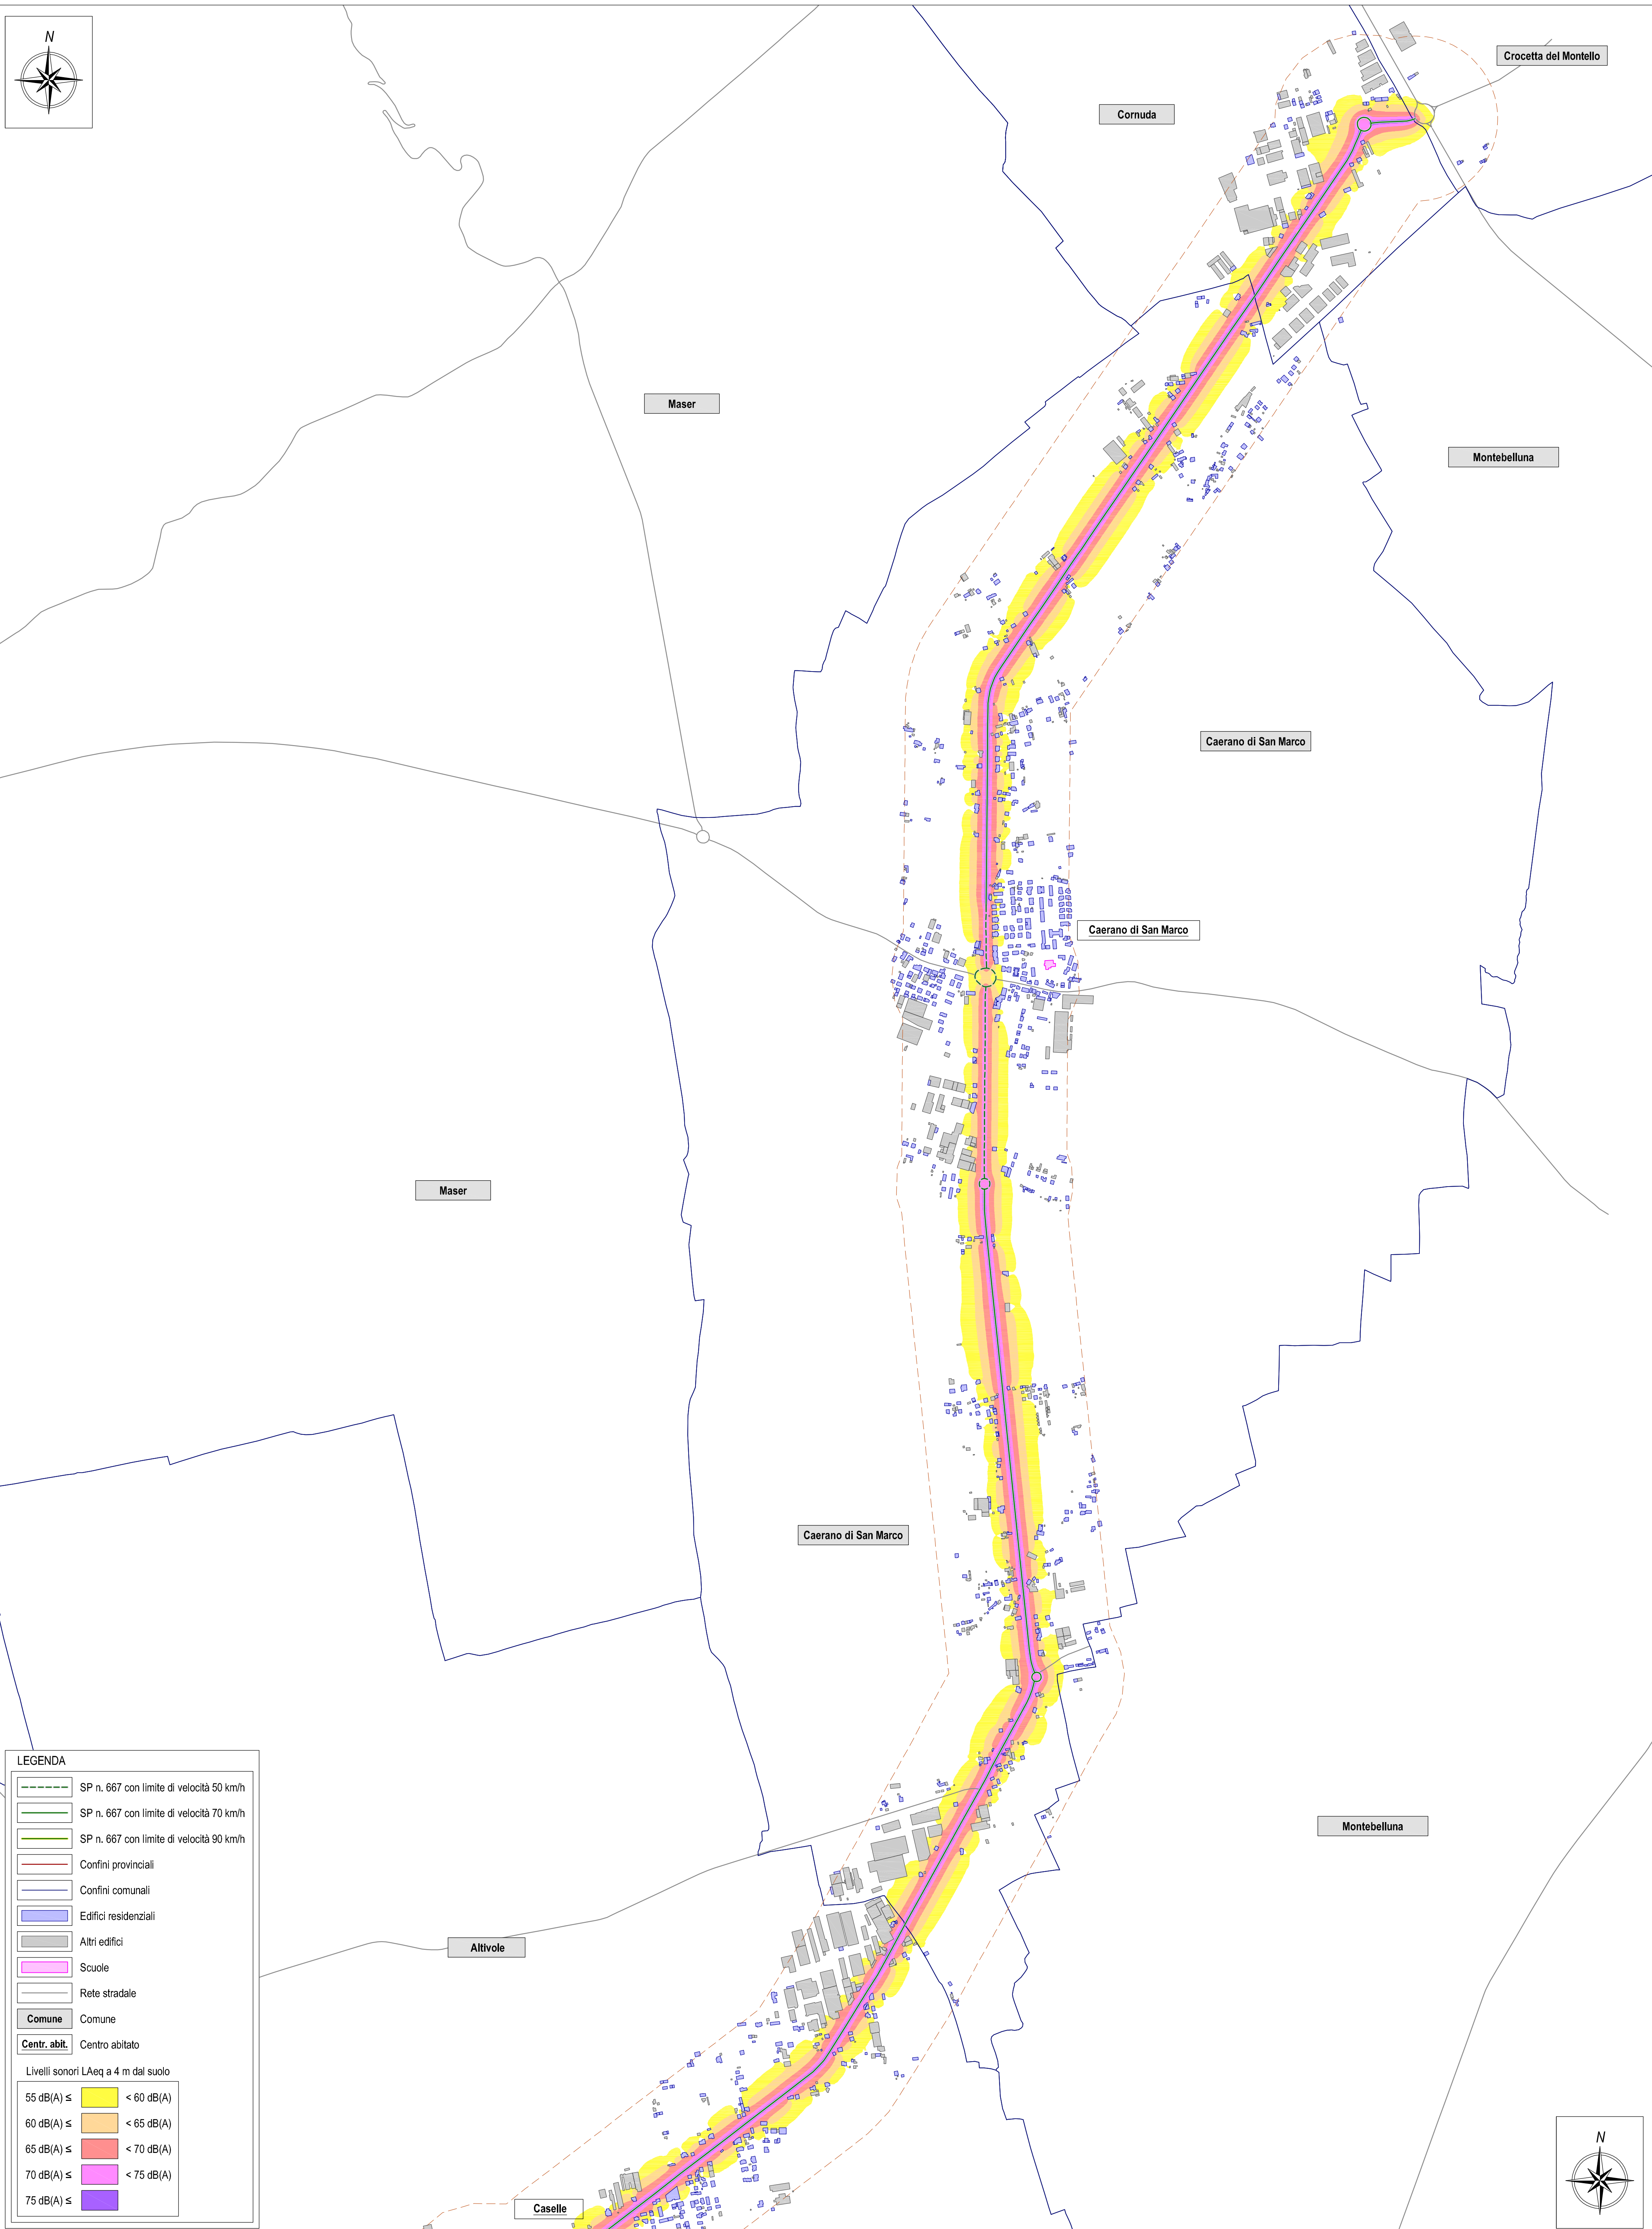 N
Crocetta del Montello
Cornuda
Maser
Montebelluna
Caerano di San Marco
Caerano di San Marco
Maser
Caerano di San Marco
Montebelluna
Altivole
Caselle
N
LEGENDA
SP n. 667 con limite di velocità 50 km/h
SP n. 667 con limite di velocità 70 km/h
SP n. 667 con limite di velocità 90 km/h
Confini provinciali
Confini comunali
Edifici residenziali
Altri edifici
Scuole
Rete stradale
Comune Comune
Centr. abit. Centro abitato
Livelli sonori LAeq a 4 m dal suolo
55 dB(A) ≤ < 60 dB(A)
60 dB(A) ≤ < 65 dB(A)
65 dB(A) ≤ < 70 dB(A)
70 dB(A) ≤ < 75 dB(A)
75 dB(A) ≤